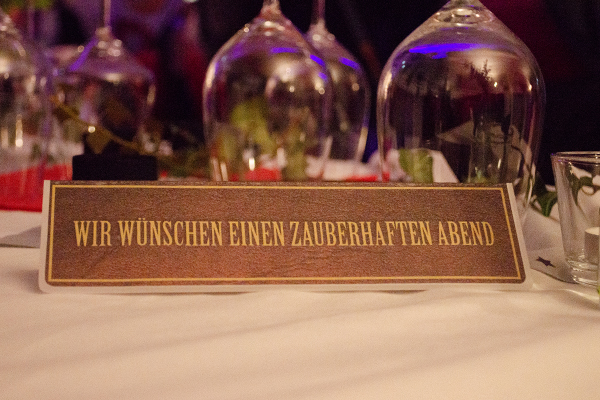 WIR WÜNSCHEN EINEN ZAUBERHAFTEN ABEND